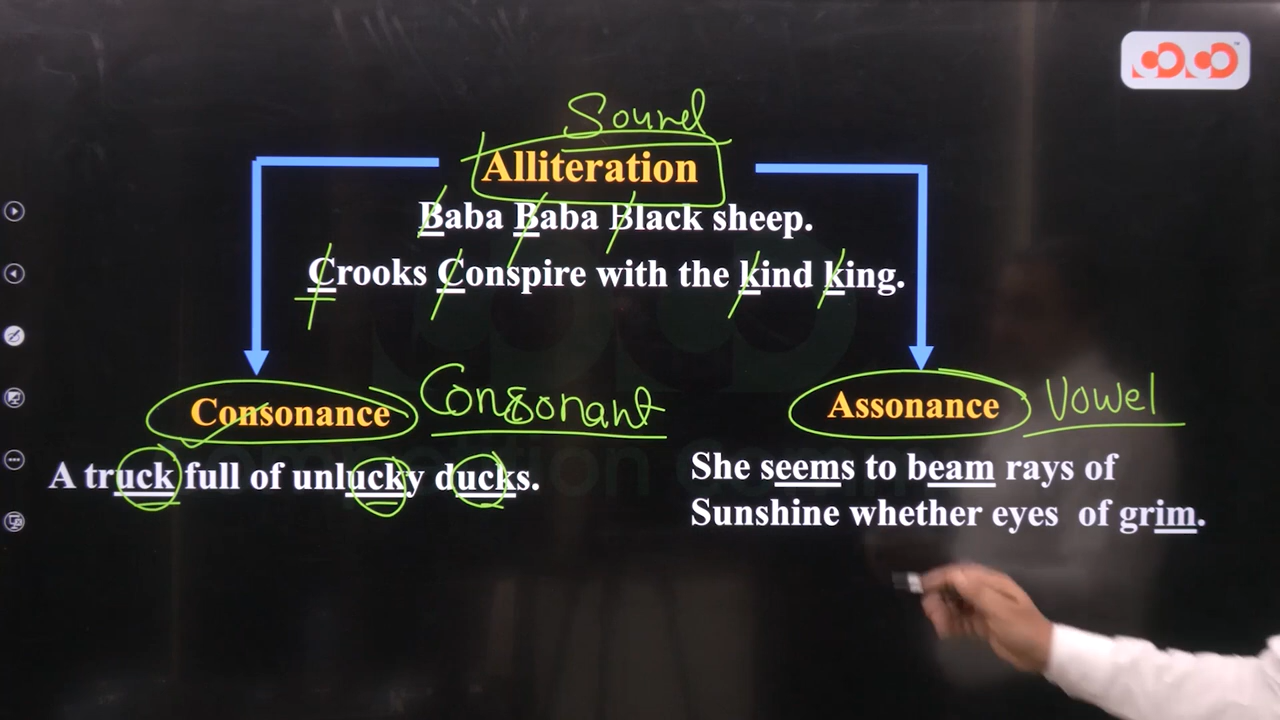 Sound
Alliteration
Baba Baba Black sheep.
Crooks Conspire with the kind king.
Consonance Consonant
A truck full of unlucky ducks.
Assonance Vowel
She seems to beam rays of
Sunshine whether eyes of grim.